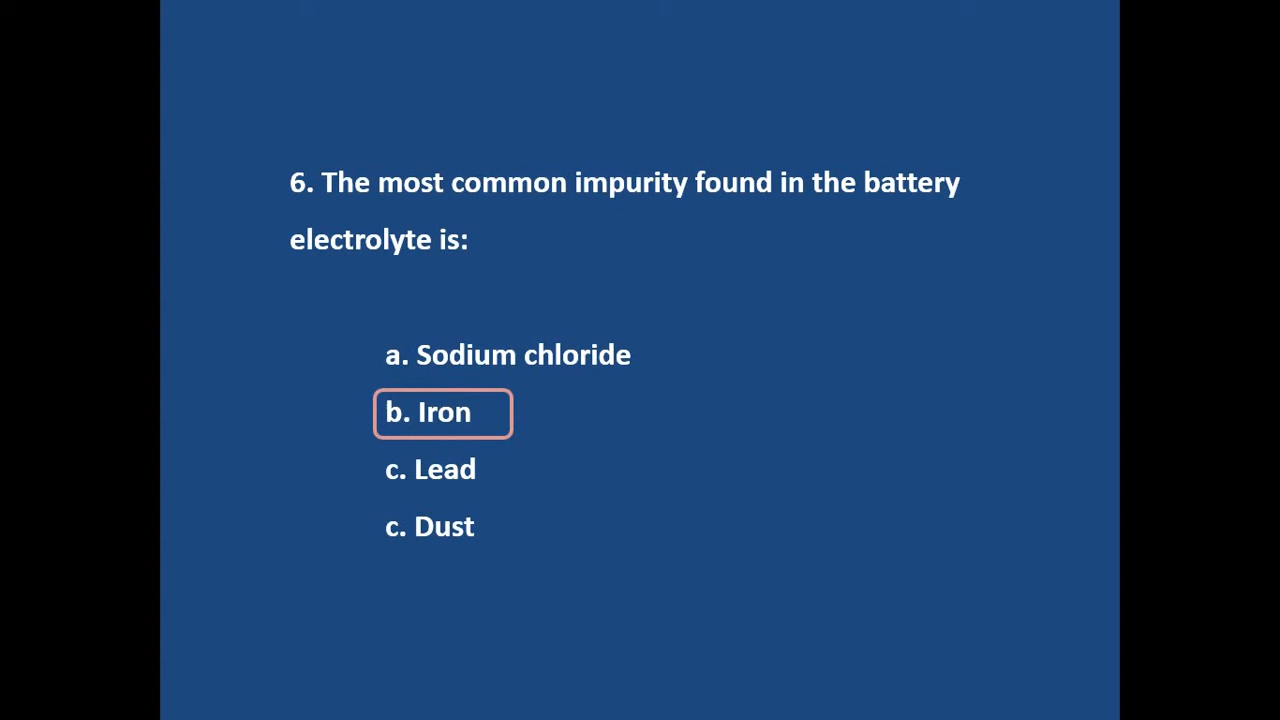 6. The most common impurity found in the battery
electrolyte is:
a. Sodium chloride
b. Iron
c. Lead
c. Dust